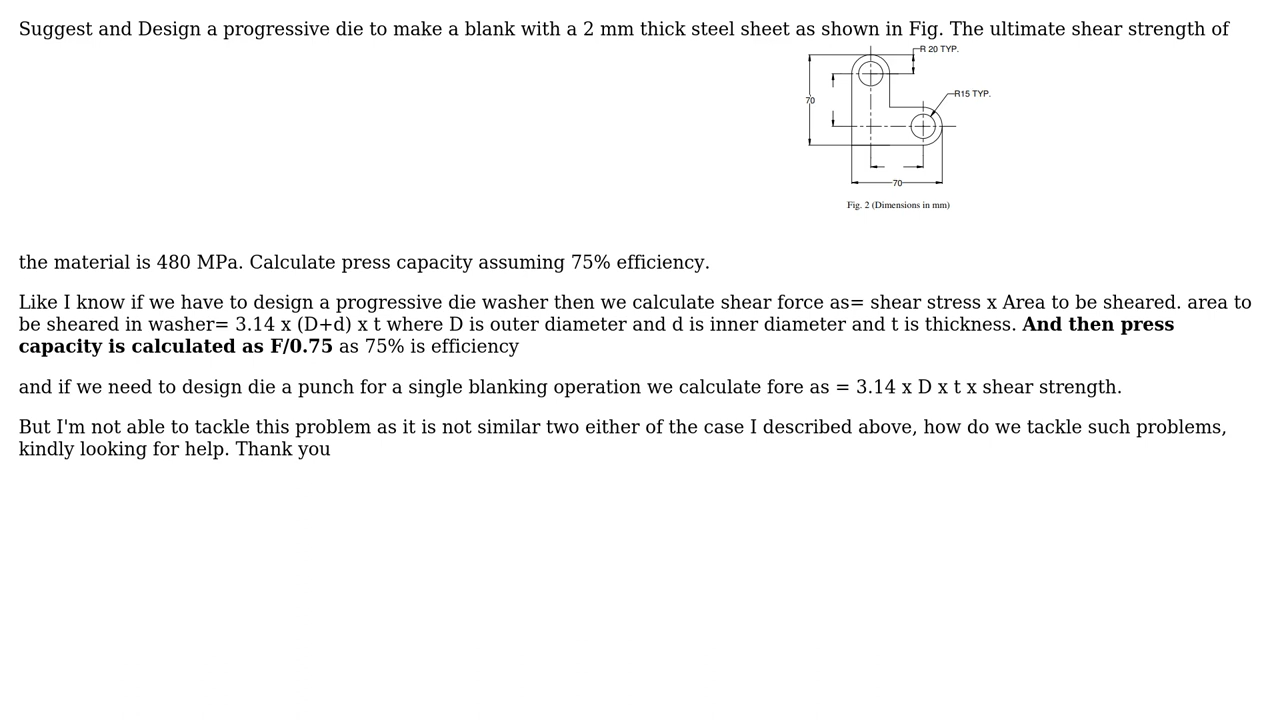 Suggest and Design a progressive die to make a blank with a 2 mm thick steel sheet as shown in Fig. The ultimate shear strength of
R 20 TYP.
R15 TYP.
70
70
Fig. 2 (Dimensions in mm)
the material is 480 MPa. Calculate press capacity assuming 75% efficiency.
Like I know if we have to design a progressive die washer then we calculate shear force as= shear stress x Area to be sheared. area to
be sheared in washer= 3.14 x (D+d) x t where D is outer diameter and d is inner diameter and t is thickness. And then press
capacity is calculated as F/0.75 as 75% is efficiency
and if we need to design die a punch for a single blanking operation we calculate fore as = 3.14 x D x t x shear strength.
But I'm not able to tackle this problem as it is not similar two either of the case I described above, how do we tackle such problems,
kindly looking for help. Thank you